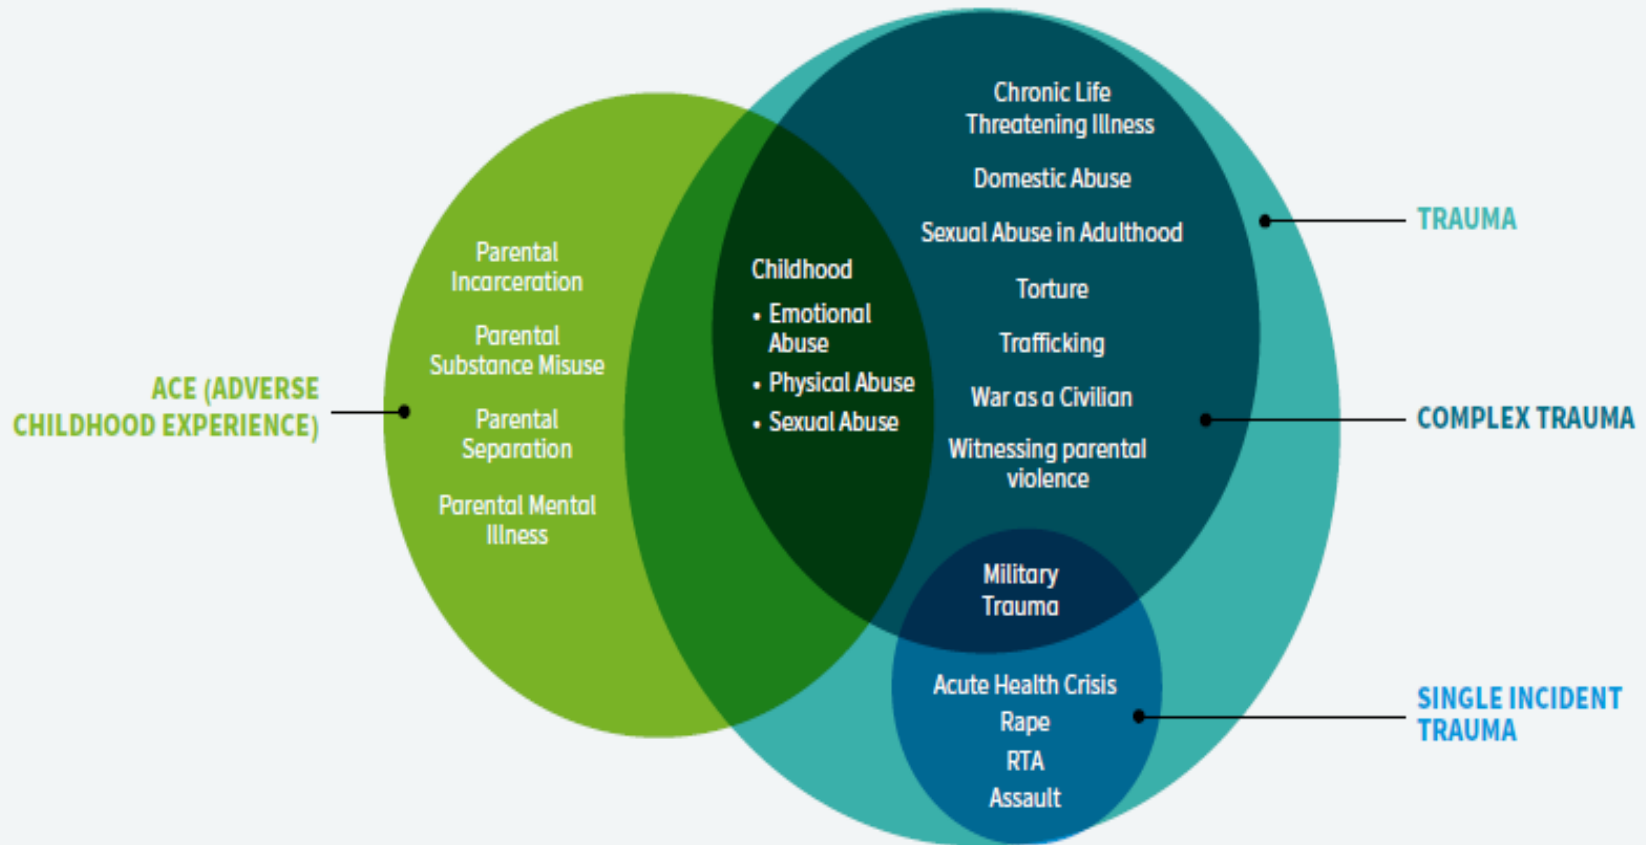 ACE (ADVERSE
CHILDHOOD EXPERIENCE)
Parental
Incarceration
Parental
Substance Misuse
Parental
Separation
Parental Mental
Illness
Childhood
• Emotional
Abuse
• Physical Abuse
• Sexual Abuse
Chronic Life
Threatening Illness
Domestic Abuse
Sexual Abuse in Adulthood
Torture
Trafficking
War as a Civilian
Witnessing parental
violence
Military
Trauma
Acute Health Crisis
Rape
RTA
Assault
TRAUMA
COMPLEX TRAUMA
SINGLE INCIDENT
TRAUMA